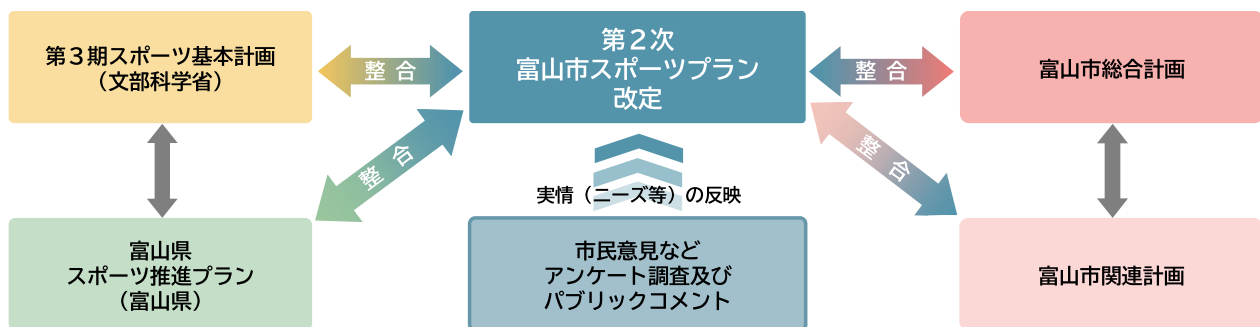 第３期スポーツ基本計画
（文部科学省）
整合
第２次
富山市スポーツプラン
改定
整合
富山市総合計画
整合
整合
実情（ニーズ等）の反映
富山県
スポーツ推進プラン
（富山県）
市民意見など
アンケート調査及び
パブリックコメント
富山市関連計画